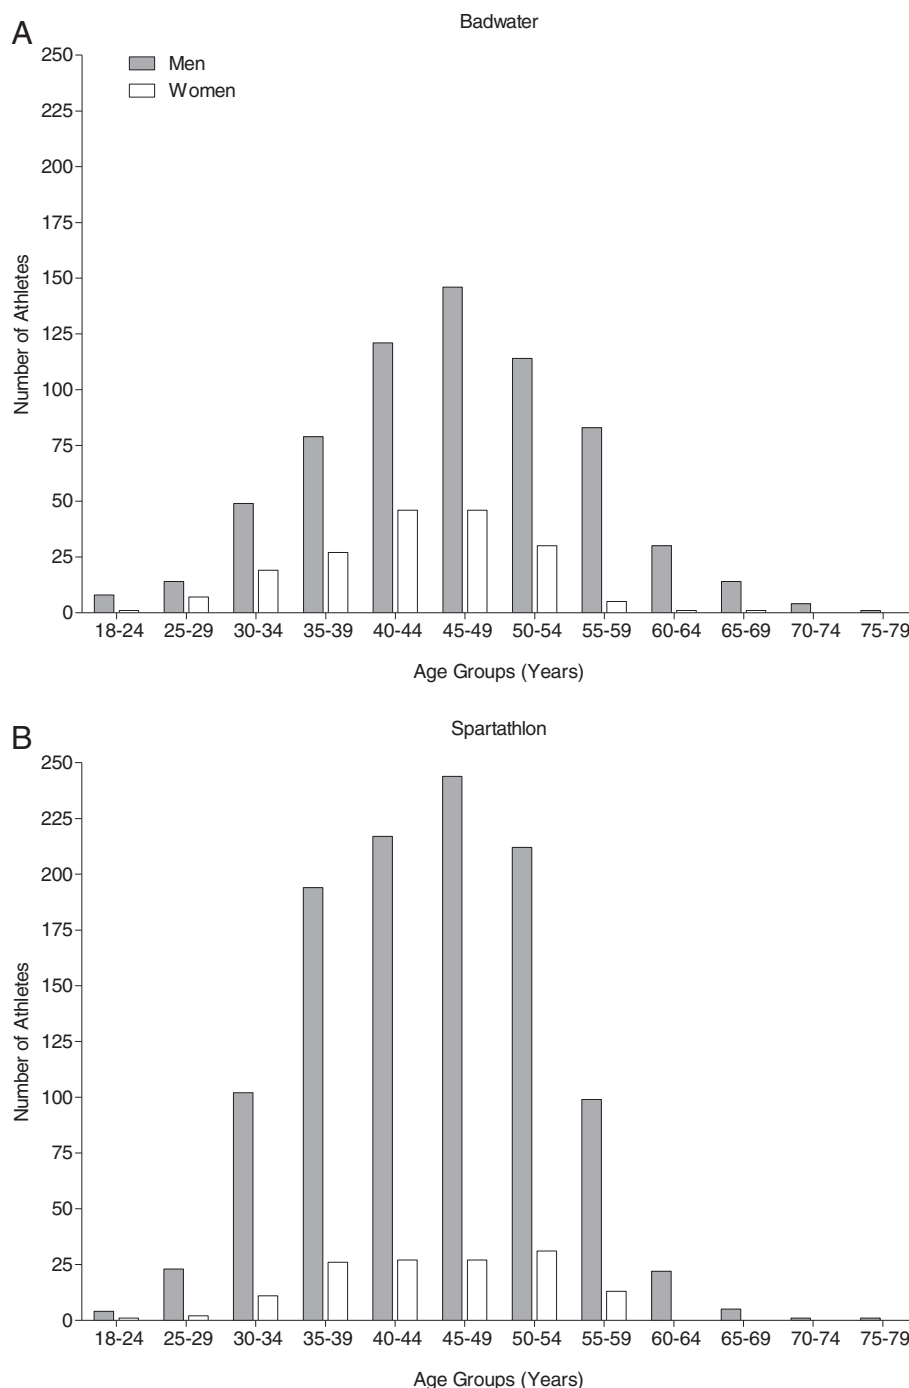 A
Badwater
Men
Women
250
225
200
175
150
125
100
75
50
25
0
Number of Athletes
18-24 25-29 30-34 35-39 40-44 45-49 50-54 55-59 60-64 65-69 70-74 75-79
Age Groups (Years)
B
Spartathlon
250
225
200
175
150
125
100
75
50
25
0
Number of Athletes
18-24 25-29 30-34 35-39 40-44 45-49 50-54 55-59 60-64 65-69 70-74 75-79
Age Groups (Years)